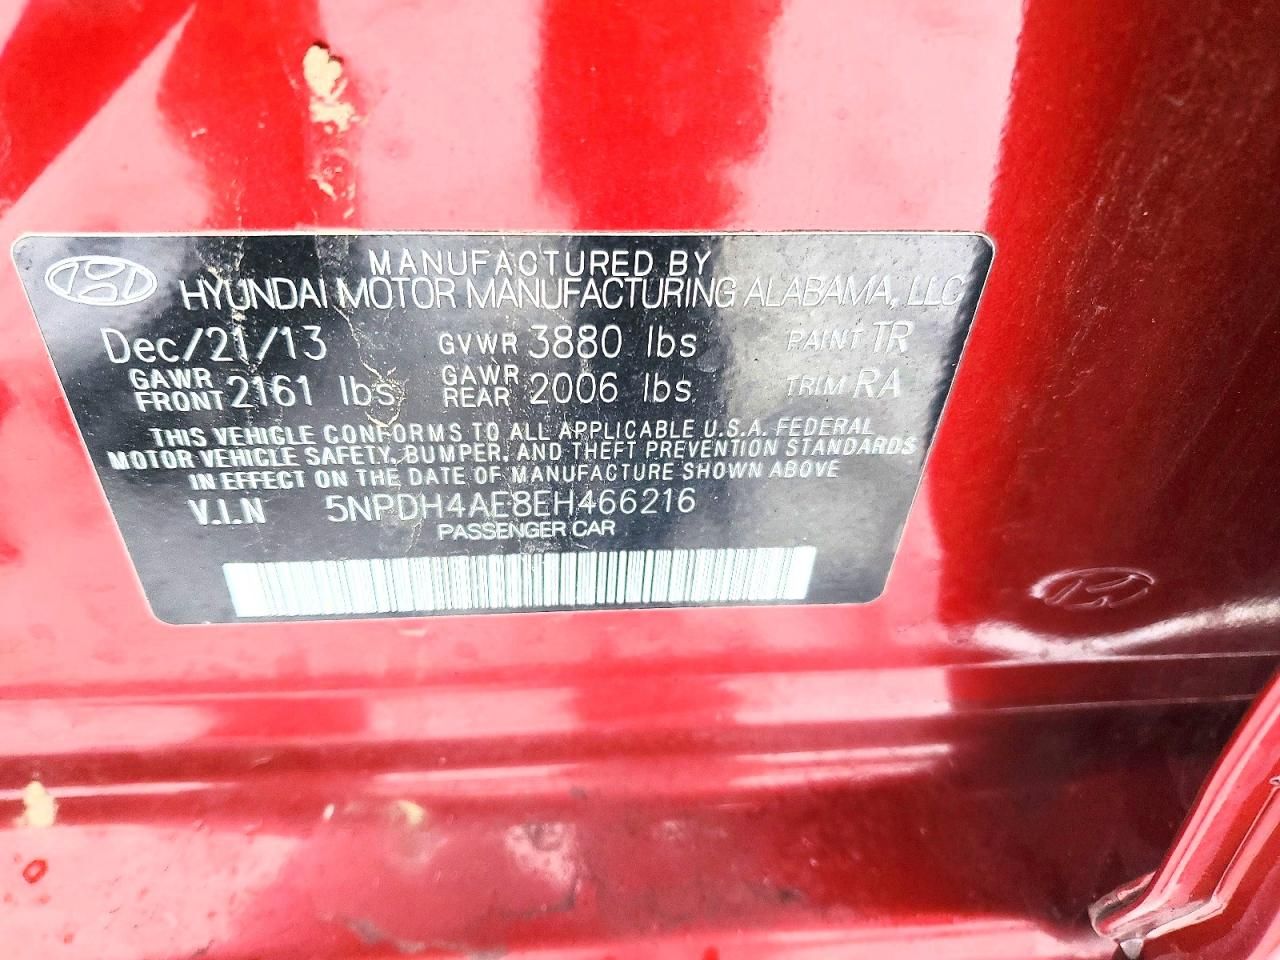 MANUFACTURED BY
HYUNDAI MOTOR MANUFACTURING ALABAMA, LLC
Dec/21/13 GVWR 3880 lbs PAINT TR
GAWR FRONT 2161 lbs GAWR REAR 2006 lbs TRIM RA
THIS VEHICLE CONFORMS TO ALL APPLICABLE U.S.A. FEDERAL
MOTOR VEHICLE SAFETY, BUMPER, AND THEFT PREVENTION STANDARDS
IN EFFECT ON THE DATE OF MANUFACTURE SHOWN ABOVE
V.I.N 5NPDH4AE8EH466216
PASSENGER CAR